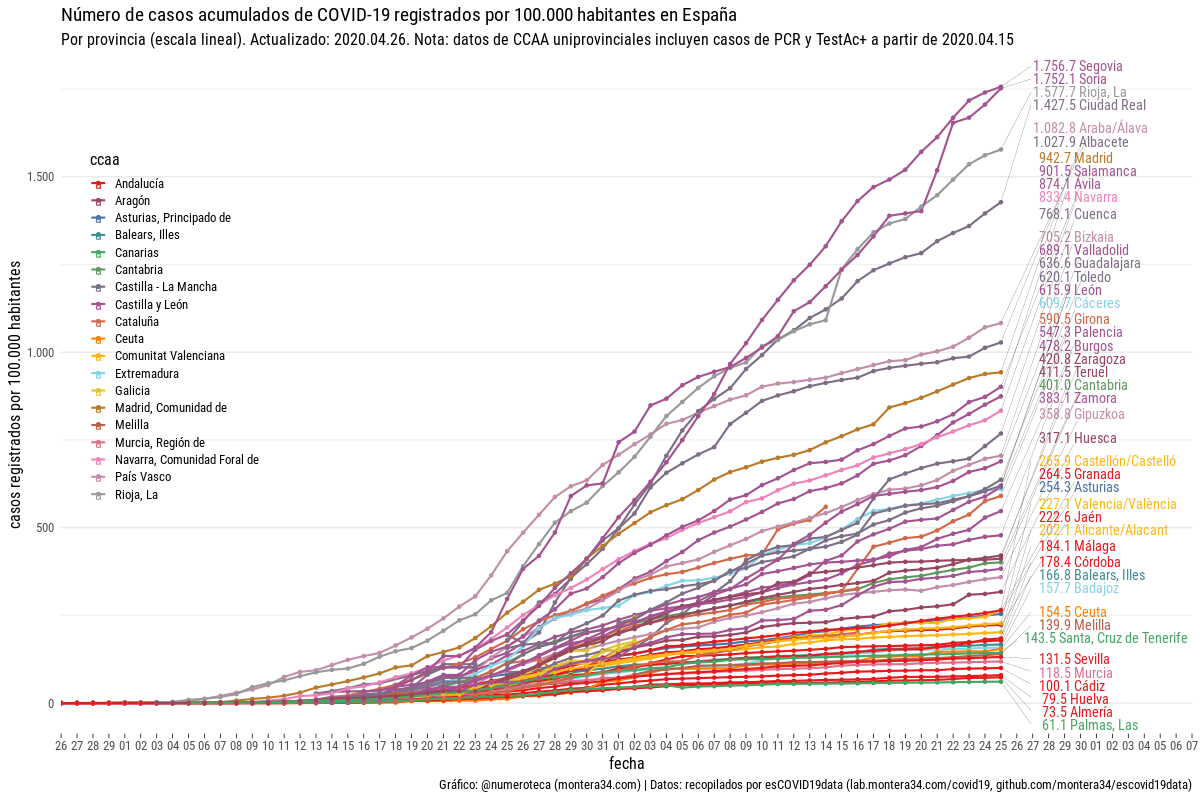 Número de casos acumulados de COVID-19 registrados por 100.000 habitantes en España
Por provincia (escala lineal). Actualizado: 2020.04.26. Nota: datos de CCAA uniprovinciales incluyen casos de PCR y TestAc+ a partir de 2020.04.15
casos registrados por 100.000 habitantes
1.500
1.000
500
0
ccaa
Andalucía
Aragón
Asturias, Principado de
Balears, Illes
Canarias
Cantabria
Castilla - La Mancha
Castilla y León
Cataluña
Ceuta
Comunitat Valenciana
Extremadura
Galicia
Madrid, Comunidad de
Melilla
Murcia, Región de
Navarra, Comunidad Foral de
País Vasco
Rioja, La
1.756.7 Segovia
1.752.1 Soria
1.577.7 Rioja, La
1.427.5 Ciudad Real
1.082.8 Araba/Álava
1.027.9 Albacete
942.7 Madrid
901.5 Salamanca
874.1 Ávila
833.4 Navarra
768.1 Cuenca
705.2 Bizkaia
689.1 Valladolid
636.6 Guadalajara
620.1 Toledo
615.9 León
609.7 Cáceres
590.5 Girona
547.3 Palencia
478.2 Burgos
420.8 Zaragoza
411.5 Teruel
401.0 Cantabria
383.1 Zamora
358.8 Gipuzkoa
317.1 Huesca
265.9 Castellón/Castelló
264.5 Granada
254.3 Asturias
227.1 Valencia/València
222.6 Jaén
202.1 Alicante/Alacant
184.1 Málaga
178.4 Córdoba
166.8 Balears, Illes
157.7 Badajoz
154.5 Ceuta
139.9 Melilla
143.5 Santa, Cruz de Tenerife
131.5 Sevilla
118.5 Murcia
100.1 Cádiz
79.5 Huelva
73.5 Almería
61.1 Palmas, Las
26 27 28 29 01 02 03 04 05 06 07 08 09 10 11 12 13 14 15 16 17 18 19 20 21 22 23 24 25 26 27 28 29 30 31 01 02 03 04 05 06 07 08 09 10 11 12 13 14 15 16 17 18 19 20 21 22 23 24 25 26 27 28 29 30 01 02 03 04 05 06 07
fecha
Gráfico: @numeroteca (montera34.com) | Datos: recopilados por esCOVID19data (lab.montera34.com/covid19, github.com/montera34/escovid19data)